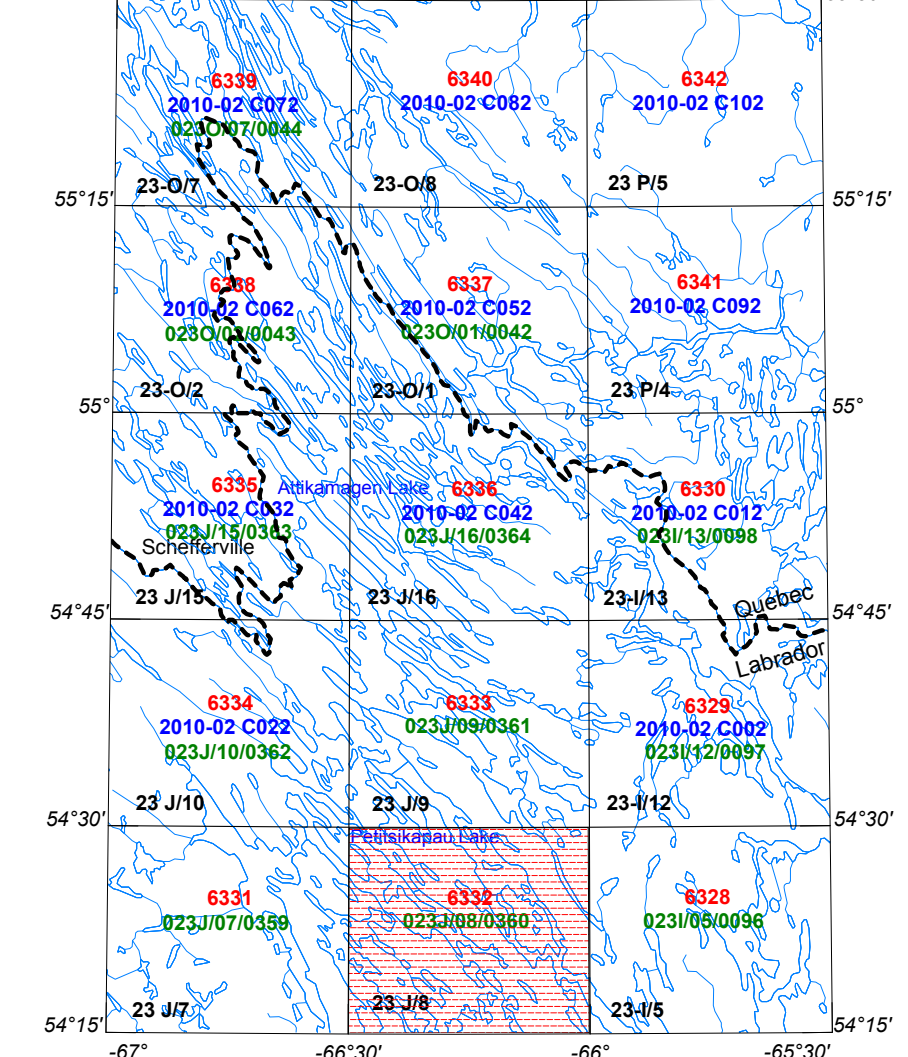 6339
2010-02 C072
023O/07/0044
23-O/7
6340
2010-02 C082
23-O/8
6342
2010-02 C102
23 P/5
55°15'
55°15'
6338
2010-02 C062
023O/02/0043
23-O/2
6337
2010-02 C052
023O/01/0042
23-O/1
6341
2010-02 C092
23 P/4
55°
55°
6335
2010-02 C032
023J/15/0363
Schefferville
23 J/15
Attikamagen Lake
6336
2010-02 C042
023J/16/0364
23 J/16
6330
2010-02 C012
023I/13/0098
23-I/13
Quebec
Labrador
54°45'
54°45'
6334
2010-02 C022
023J/10/0362
23 J/10
6333
023J/09/0361
23 J/9
6329
2010-02 C002
023I/12/0097
23-I/12
54°30'
54°30'
6331
023J/07/0359
23 J/7
Petitsikapau Lake
6332
023J/08/0360
23 J/8
6328
023I/05/0096
23-I/5
54°15'
54°15'
-67°
-66°30'
-66°
-65°30'